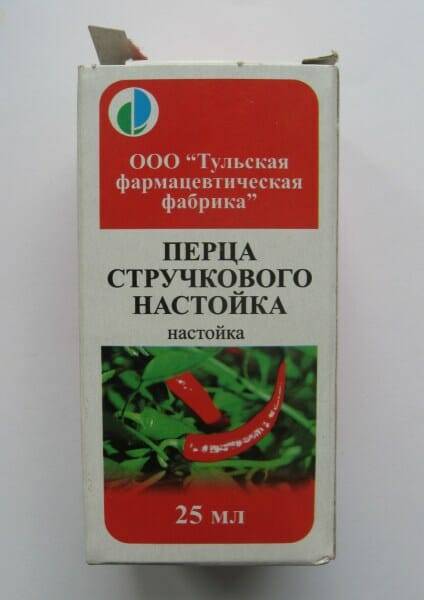 ООО “Тульская
фармацевтическая
фабрика”
ПЕРЦА
СТРУЧКОВОГО
НАСТОЙКА
настойка
25 мл